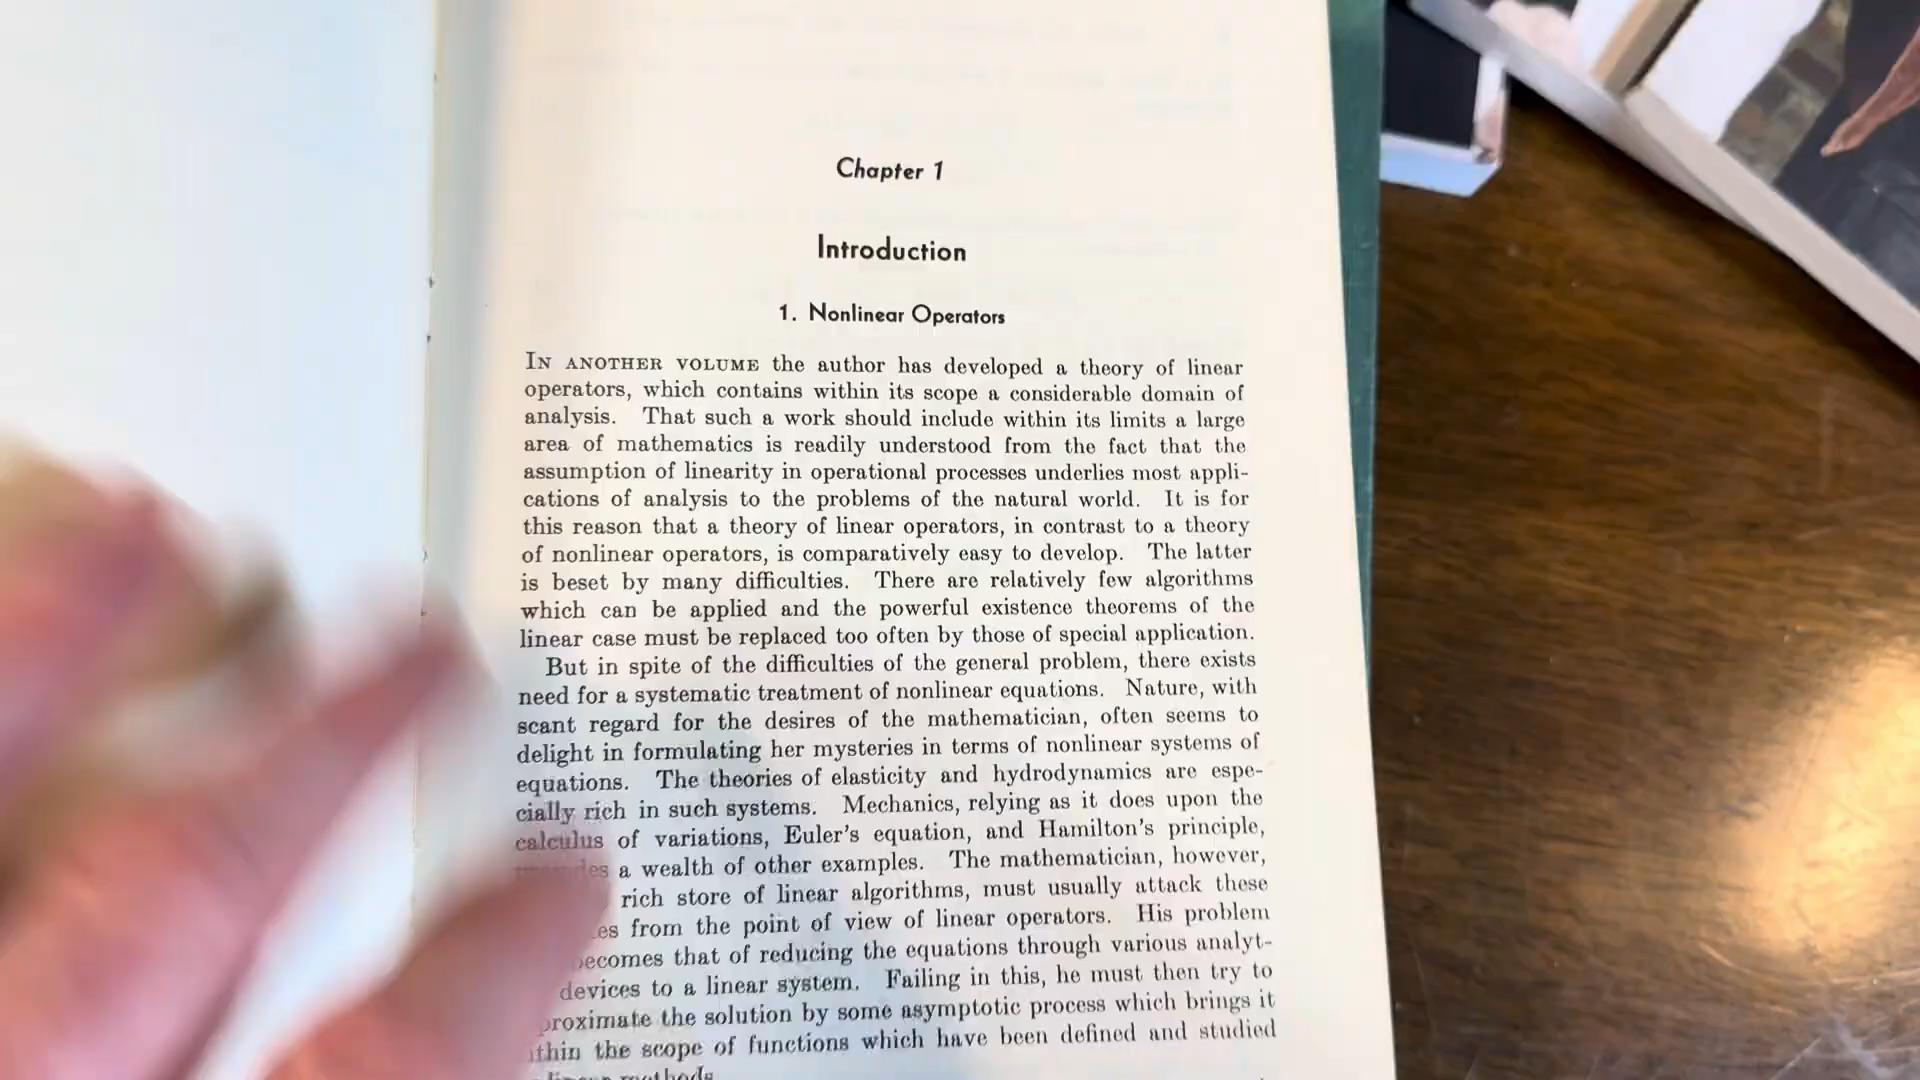 Chapter 1
Introduction
1. Nonlinear Operators
IN ANOTHER VOLUME the author has developed a theory of linear
operators, which contains within its scope a considerable domain of
analysis. That such a work should include within its limits a large
area of mathematics is readily understood from the fact that the
assumption of linearity in operational processes underlies most appli-
cations of analysis to the problems of the natural world. It is for
this reason that a theory of linear operators, in contrast to a theory
of nonlinear operators, is comparatively easy to develop. The latter
is beset by many difficulties. There are relatively few algorithms
which can be applied and the powerful existence theorems of the
linear case must be replaced too often by those of special application.
But in spite of the difficulties of the general problem, there exists
need for a systematic treatment of nonlinear equations. Nature, with
scant regard for the desires of the mathematician, often seems to
delight in formulating her mysteries in terms of nonlinear systems of
equations. The theories of elasticity and hydrodynamics are espe-
cially rich in such systems. Mechanics, relying as it does upon the
calculus of variations, Euler's equation, and Hamilton's principle,
a wealth of other examples. The mathematician, however,
rich store of linear algorithms, must usually attack these
from the point of view of linear operators. His problem
becomes that of reducing the equations through various analyt-
devices to a linear system. Failing in this, he must then try to
the solution by some asymptotic process which brings it
the scope of functions which have been defined and studied